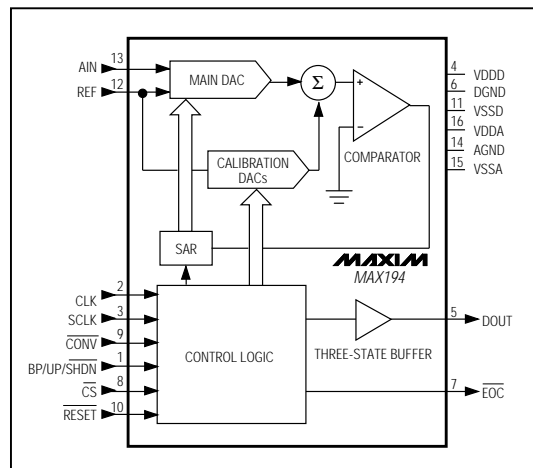 AIN 13
REF 12
MAIN DAC
Σ
+
−
COMPARATOR
CALIBRATION
DACs
SAR
4 VDDD
6 DGND
11 VSSD
16 VDDA
14 AGND
15 VSSA
MAXIM
MAX194
CLK 2
SCLK 3
CONV 9
BP/UP/SHDN 1
CS 8
RESET 10
CONTROL LOGIC
THREE-STATE BUFFER
5 DOUT
7 EOC